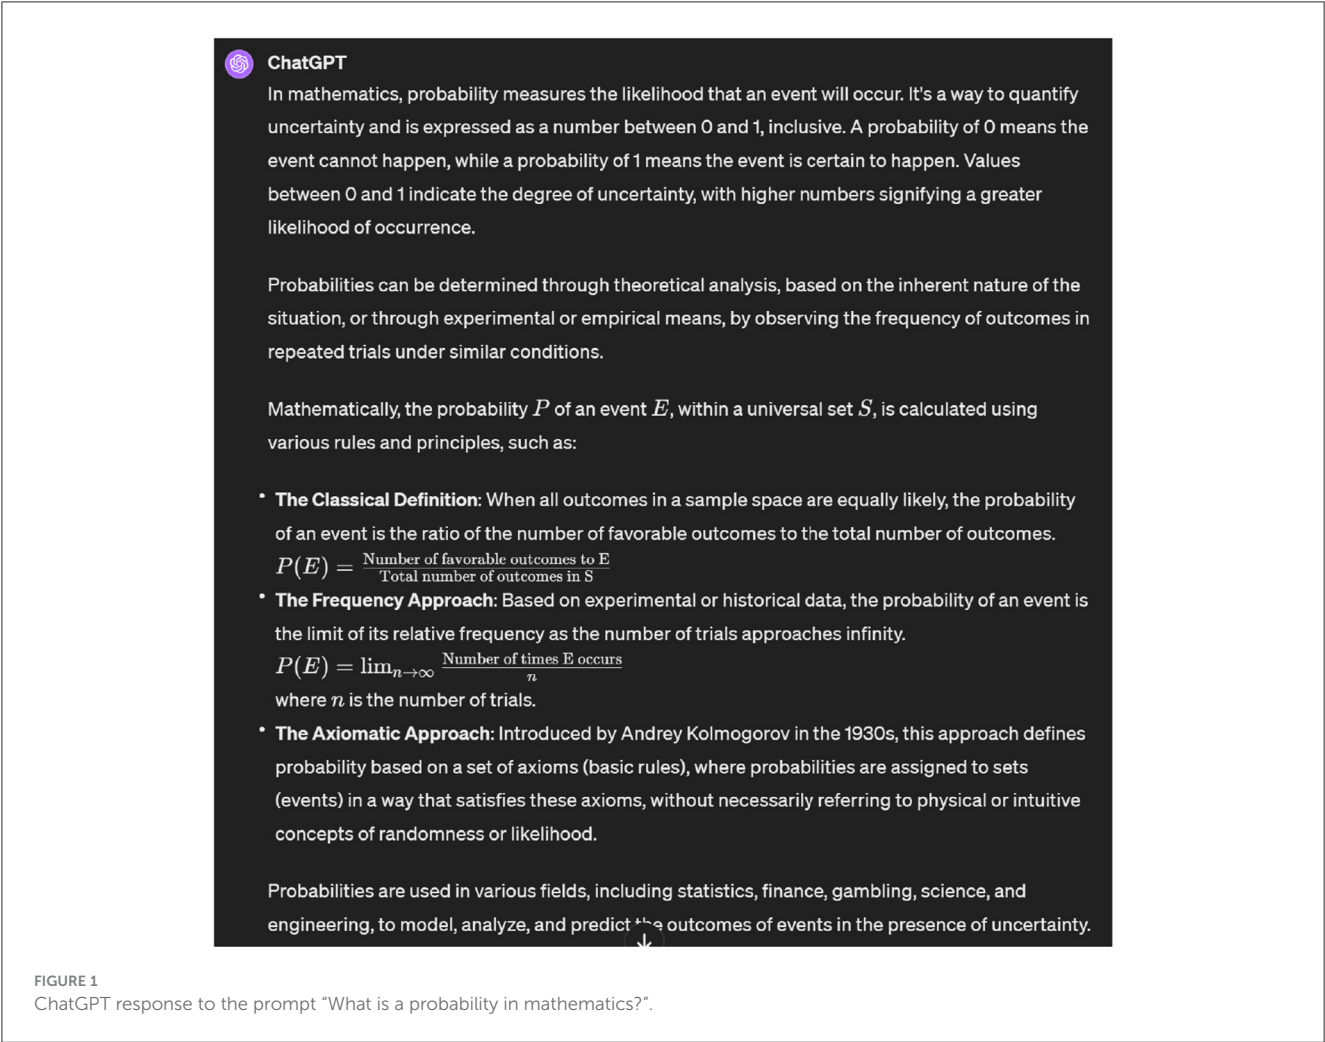 ChatGPT
In mathematics, probability measures the likelihood that an event will occur. It's a way to quantify
uncertainty and is expressed as a number between 0 and 1, inclusive. A probability of 0 means the
event cannot happen, while a probability of 1 means the event is certain to happen. Values
between 0 and 1 indicate the degree of uncertainty, with higher numbers signifying a greater
likelihood of occurrence.
Probabilities can be determined through theoretical analysis, based on the inherent nature of the
situation, or through experimental or empirical means, by observing the frequency of outcomes in
repeated trials under similar conditions.
Mathematically, the probability P of an event E, within a universal set S, is calculated using
various rules and principles, such as:
• The Classical Definition: When all outcomes in a sample space are equally likely, the probability
of an event is the ratio of the number of favorable outcomes to the total number of outcomes.
P(E) = Number of favorable outcomes to E / Total number of outcomes in S
• The Frequency Approach: Based on experimental or historical data, the probability of an event is
the limit of its relative frequency as the number of trials approaches infinity.
P(E) = lim n→∞ Number of times E occurs / n
where n is the number of trials.
• The Axiomatic Approach: Introduced by Andrey Kolmogorov in the 1930s, this approach defines
probability based on a set of axioms (basic rules), where probabilities are assigned to sets
(events) in a way that satisfies these axioms, without necessarily referring to physical or intuitive
concepts of randomness or likelihood.
Probabilities are used in various fields, including statistics, finance, gambling, science, and
engineering, to model, analyze, and predict the outcomes of events in the presence of uncertainty.
FIGURE 1
ChatGPT response to the prompt “What is a probability in mathematics?”.